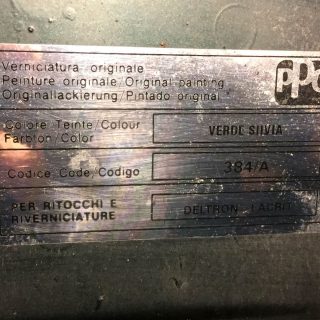 Verniciatura originale
Peinture originale/Original painting
Originallackierung/Pintado original
PPG
Colore Teinte/Colour
Farbton/Color
VERDE SIIVIA
Codice Code/Codigo
384/A
PER RITOCCHI E
RIVERNICIATURE
DELTRON